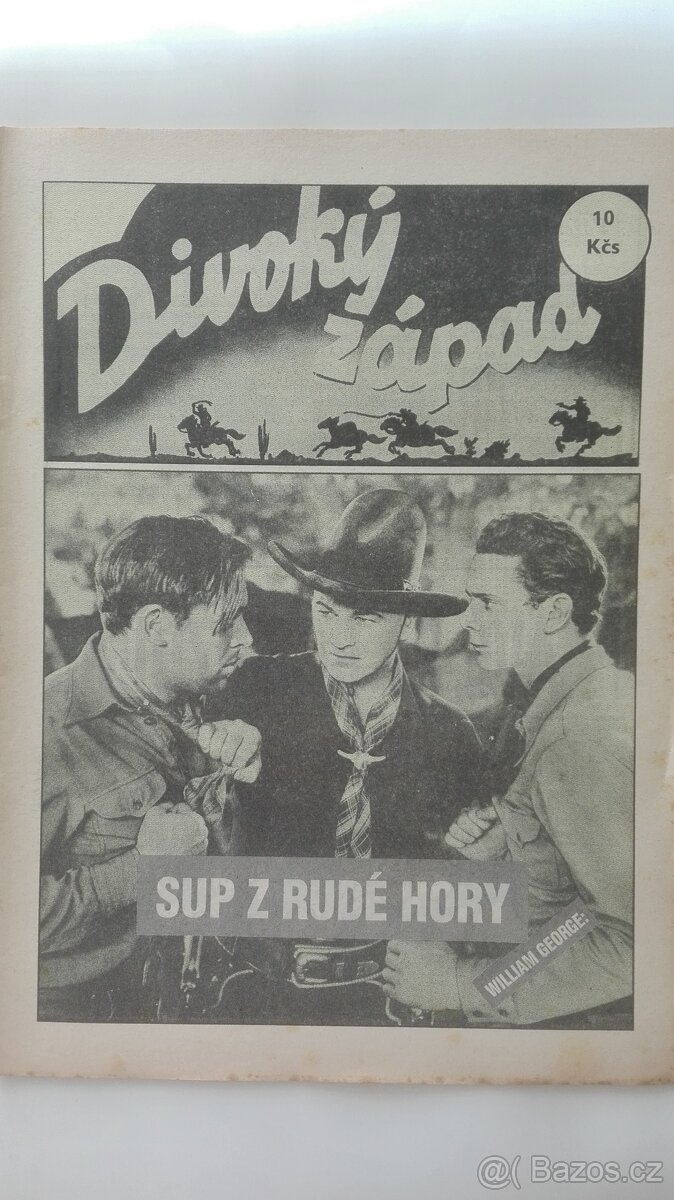 Divoký
západ
10
Kčs
SUP Z RUDÉ HORY
WILLIAM GEORGE:
@( Bazos.cz